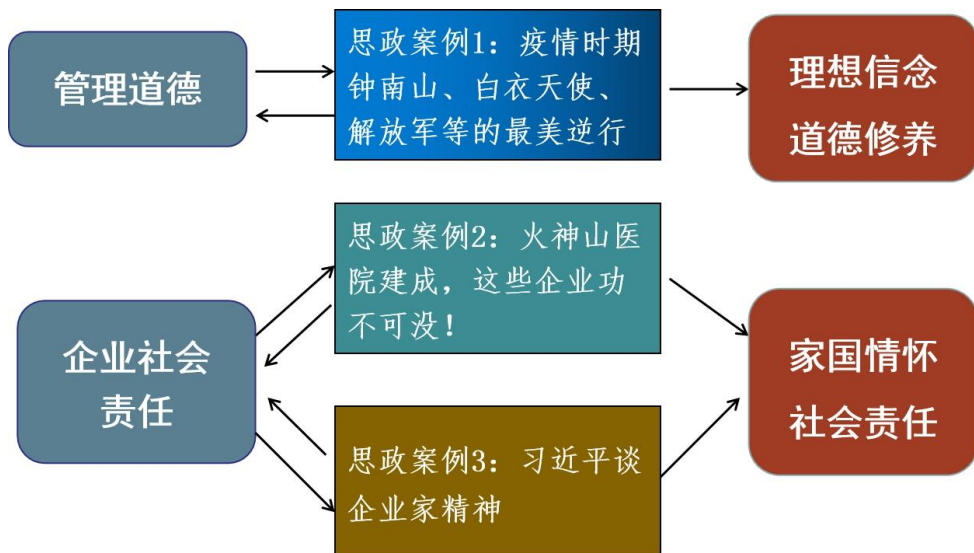 管理道德
思政案例1：疫情时期
钟南山、白衣天使、
解放军等的最美逆行
理想信念
道德修养
企业社会
责任
思政案例2：火神山医
院建成，这些企业功
不可没！
思政案例3：习近平谈
企业家精神
家国情怀
社会责任